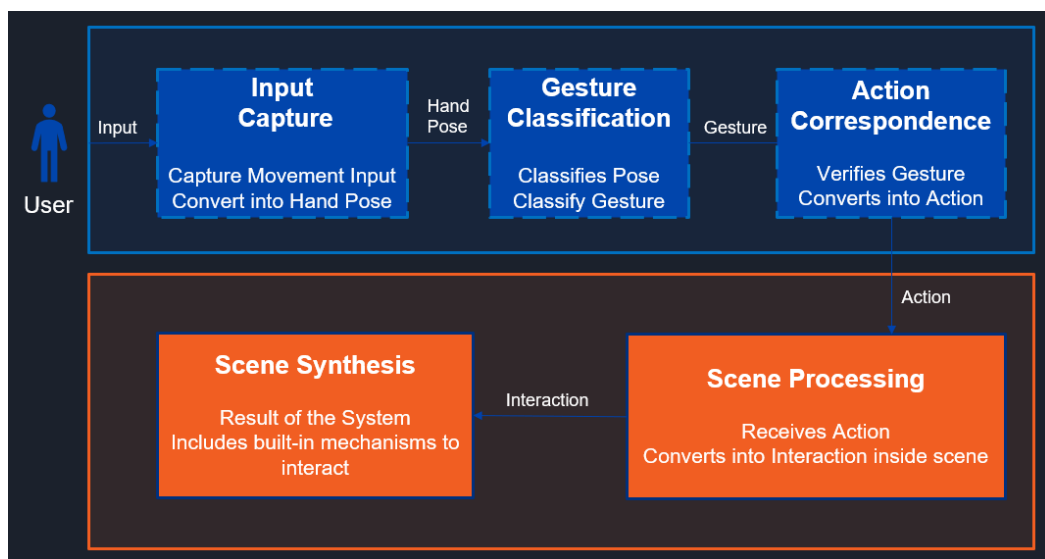 User
Input
Input
Capture
Capture Movement Input
Convert into Hand Pose
Hand
Pose
Gesture
Classification
Classifies Pose
Classify Gesture
Gesture
Action
Correspondence
Verifies Gesture
Converts into Action
Action
Scene Processing
Receives Action
Converts into Interaction inside scene
Interaction
Scene Synthesis
Result of the System
Includes built-in mechanisms to
interact